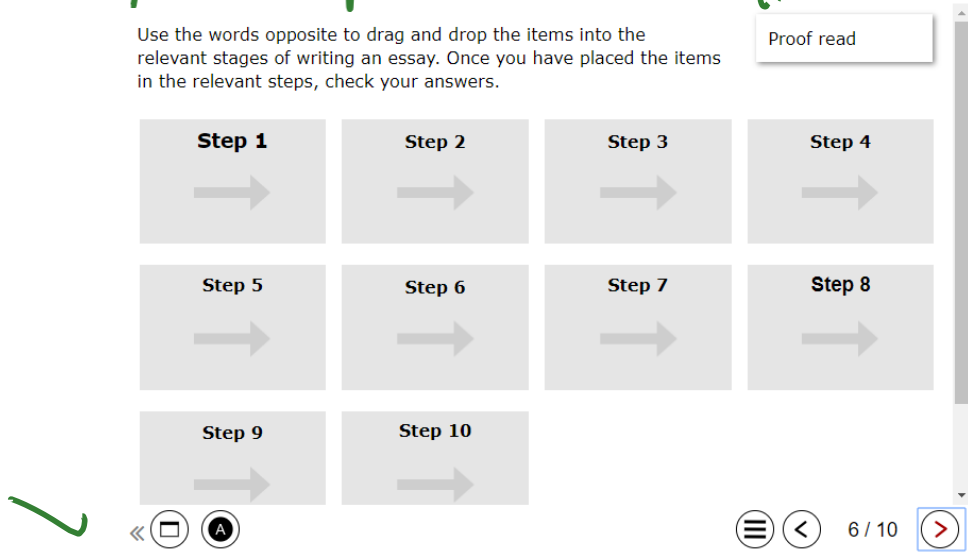 Use the words opposite to drag and drop the items into the
relevant stages of writing an essay. Once you have placed the items
in the relevant steps, check your answers.
Proof read
Step 1
Step 2
Step 3
Step 4
Step 5
Step 6
Step 7
Step 8
Step 9
Step 10
«
A
6 / 10